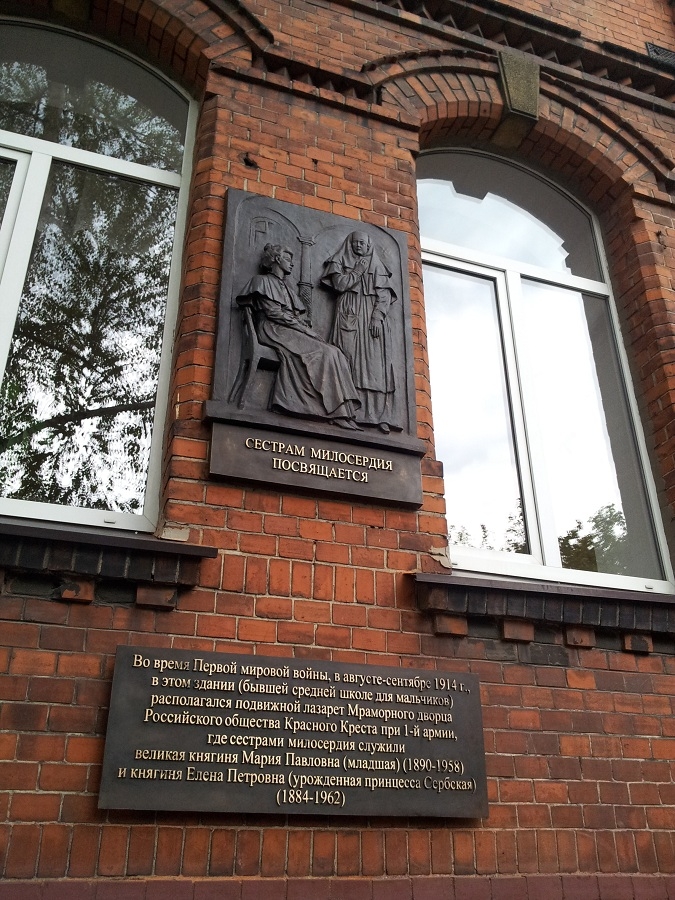 СЕСТРАМ МИЛОСЕРДИЯ
ПОСВЯЩАЕТСЯ
Во время Первой мировой войны, в августе-сентябре 1914 г.,
в этом здании (бывшей средней школе для мальчиков)
располагался подвижной лазарет Мраморного дворца
Российского общества Красного Креста при 1-й армии,
где сестрами милосердия служили
великая княгиня Мария Павловна (младшая) (1890-1958)
и княгиня Елена Петровна (урожденная принцесса Сербская)
(1884-1962)